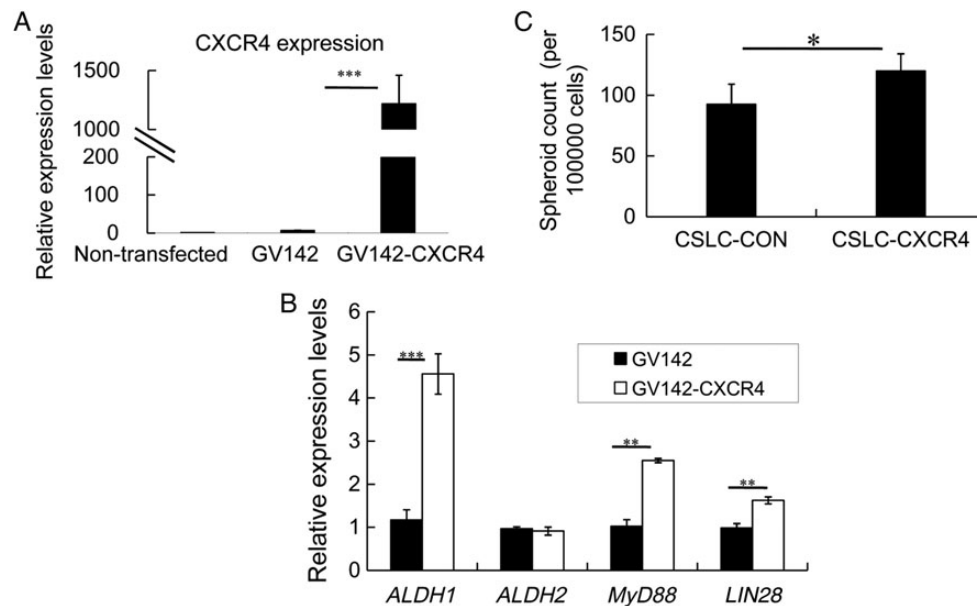 A
CXCR4 expression
Relative expression levels
1500
1000
200
100
0
***
Non-transfected
GV142
GV142-CXCR4
C
Spheroid count (per
100000 cells)
150
100
50
0
*
CSLC-CON
CSLC-CXCR4
B
Relative expression levels
6
5
4
3
2
1
0
***
**
**
GV142
GV142-CXCR4
ALDH1
ALDH2
MyD88
LIN28